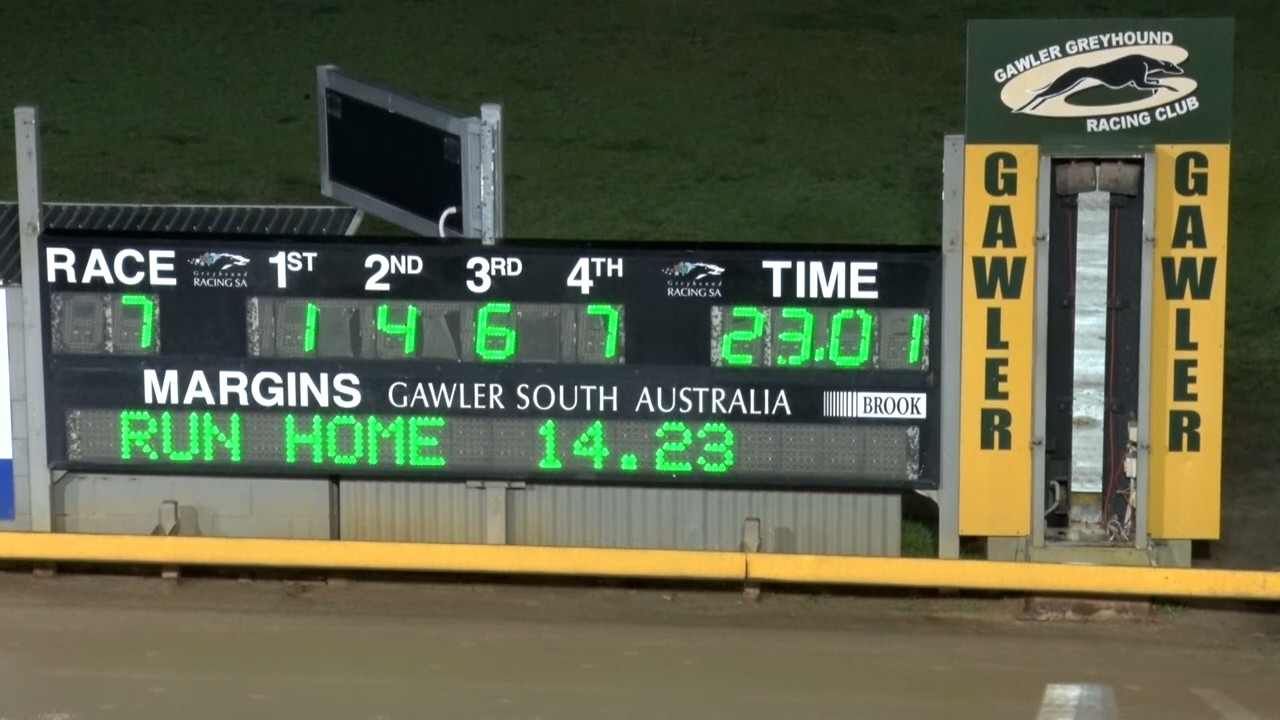 GAWLER GREYHOUND
RACING CLUB
GAWLER
GAWLER
RACE 1ST 2ND 3RD 4TH TIME
Greyhound
RACING SA
Greyhound
RACING SA
7 1 4 6 7 23.01
MARGINS GAWLER SOUTH AUSTRALIA BROOK
RUN HOME 14.23